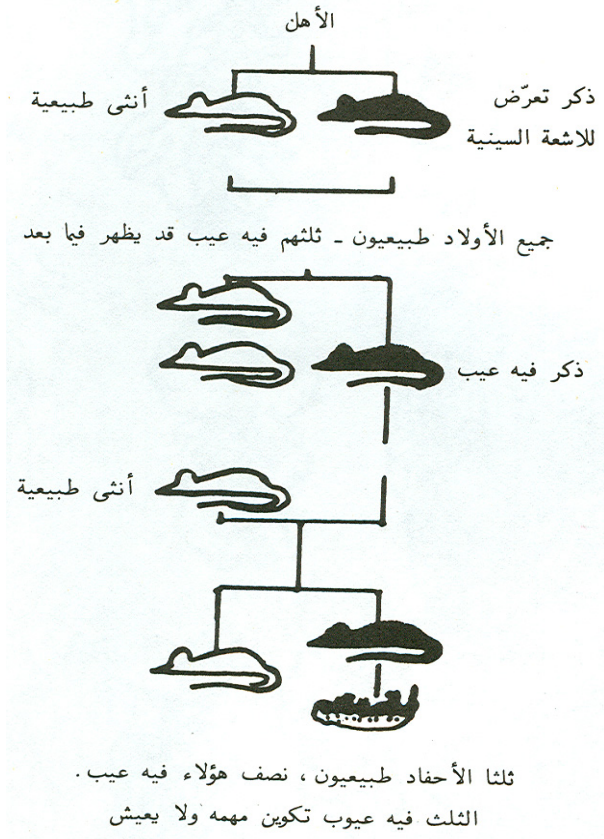 الأهل
ذكر تعرّض
للاشعة السينية
أنثى طبيعية
جميع الأولاد طبيعيون ـ ثلثهم فيه عيب قد يظهر فيما بعد
ذكر فيه عيب
أنثى طبيعية
ثلثا الأحفاد طبيعيون ، نصف هؤلاء فيه عيب .
الثلث فيه عيوب تكوين مهمه ولا يعيش